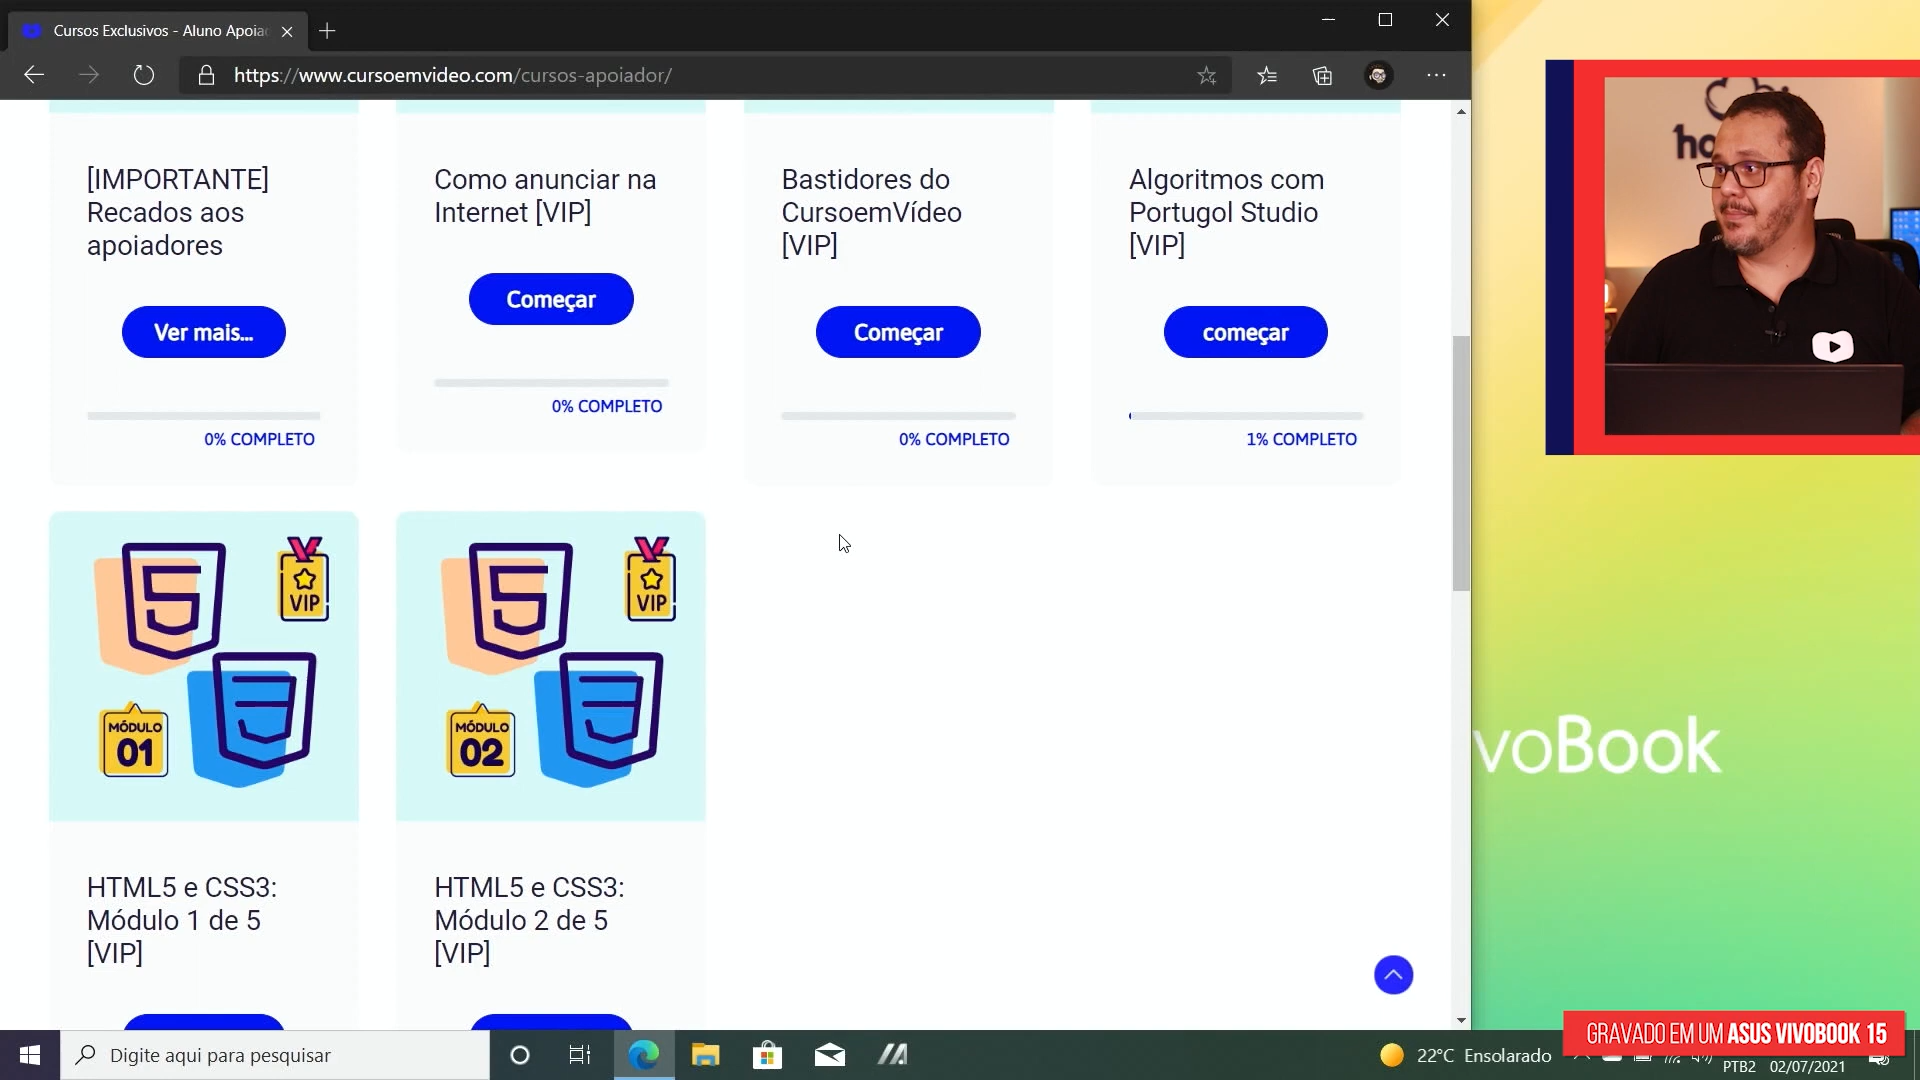 Cursos Exclusivos - Aluno Apoia
https://www.cursoemvideo.com/cursos-apoiador/
[IMPORTANTE]
Recados aos
apoiadores
Ver mais...
0% COMPLETO
Como anunciar na
Internet [VIP]
Começar
0% COMPLETO
Bastidores do
CursoemVídeo
[VIP]
Começar
0% COMPLETO
Algoritmos com
Portugol Studio
[VIP]
começar
1% COMPLETO
VIP
MÓDULO
01
HTML5 e CSS3:
Módulo 1 de 5
[VIP]
VIP
MÓDULO
02
HTML5 e CSS3:
Módulo 2 de 5
[VIP]
voBook
GRAVADO EM UM ASUS VIVOBOOK 15
Digite aqui para pesquisar
22°C Ensolarado
PTB2 02/07/2021